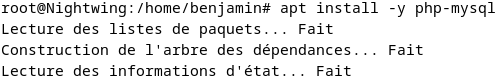 root@Nightwing:/home/benjamin# apt install -y php-mysql
Lecture des listes de paquets... Fait
Construction de l'arbre des dépendances... Fait
Lecture des informations d'état... Fait